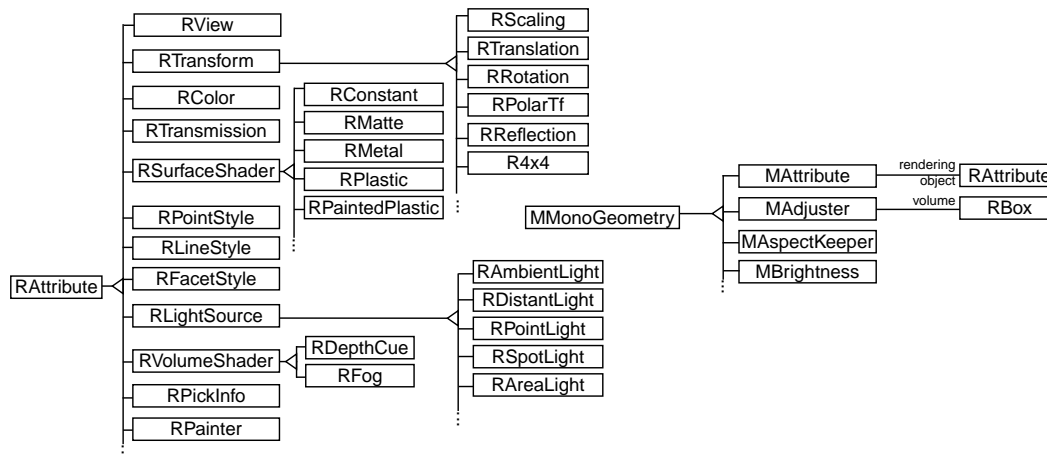 RView
RTransform
RColor
RTransmission
RSurfaceShader
RPointStyle
RLineStyle
RAttribute
RFacetStyle
RLightSource
RVolumeShader
RPickInfo
RPainter
RConstant
RMatte
RMetal
RPlastic
RPaintedPlastic
RDepthCue
RFog
RScaling
RTranslation
RRotation
RPolarTf
RReflection
R4x4
RAmbientLight
RDistantLight
RPointLight
RSpotLight
RAreaLight
MMonoGeometry
MAttribute
rendering
object
RAttribute
MAdjuster
volume
RBox
MAspectKeeper
MBrightness